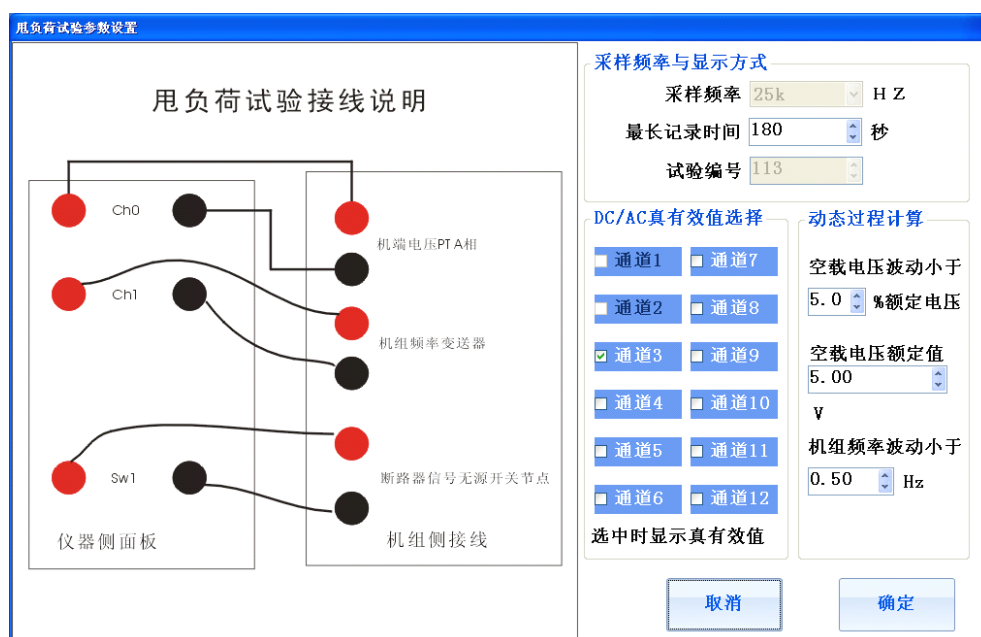 甩负荷试验参数设置
甩负荷试验接线说明
Ch0
机端电压PT A相
Ch1
机组频率变送器
Sw1
断路器信号无源开关节点
仪器侧面板
机组侧接线
采样频率与显示方式
采样频率 25k HZ
最长记录时间 180 秒
试验编号 113
DC/AC真有效值选择
通道1 通道7
通道2 通道8
通道3 通道9
通道4 通道10
通道5 通道11
通道6 通道12
选中时显示真有效值
动态过程计算
空载电压波动小于
5.0 %额定电压
空载电压额定值
5.00
V
机组频率波动小于
0.50 Hz
取消
确定